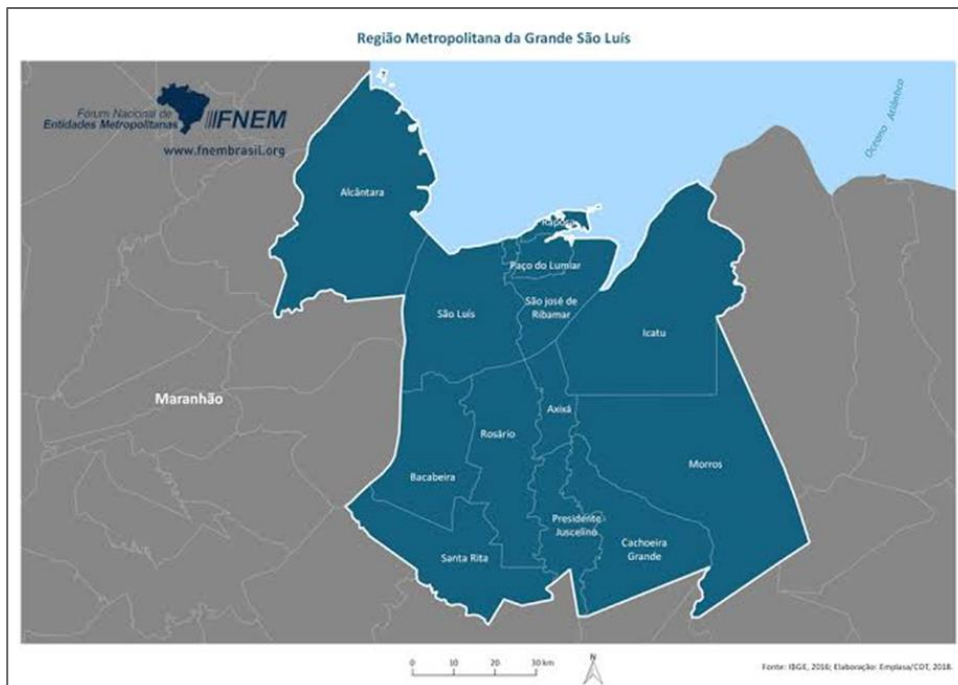 Região Metropolitana da Grande São Luís
Fórum Nacional de
Entidades Metropolitanas
FNEM
www.fnembrasil.org
Oceano Atlântico
Alcântara
Raposa
Paço do Lumiar
São Luís
São José de
Ribamar
Icatu
Maranhão
Axixá
Rosário
Morros
Bacabeira
Presidente
Juscelino
Cachoeira
Grande
Santa Rita
0 10 20 30 km
N
Fonte: IBGE, 2016; Elaboração: Emplasa/CDT, 2018.